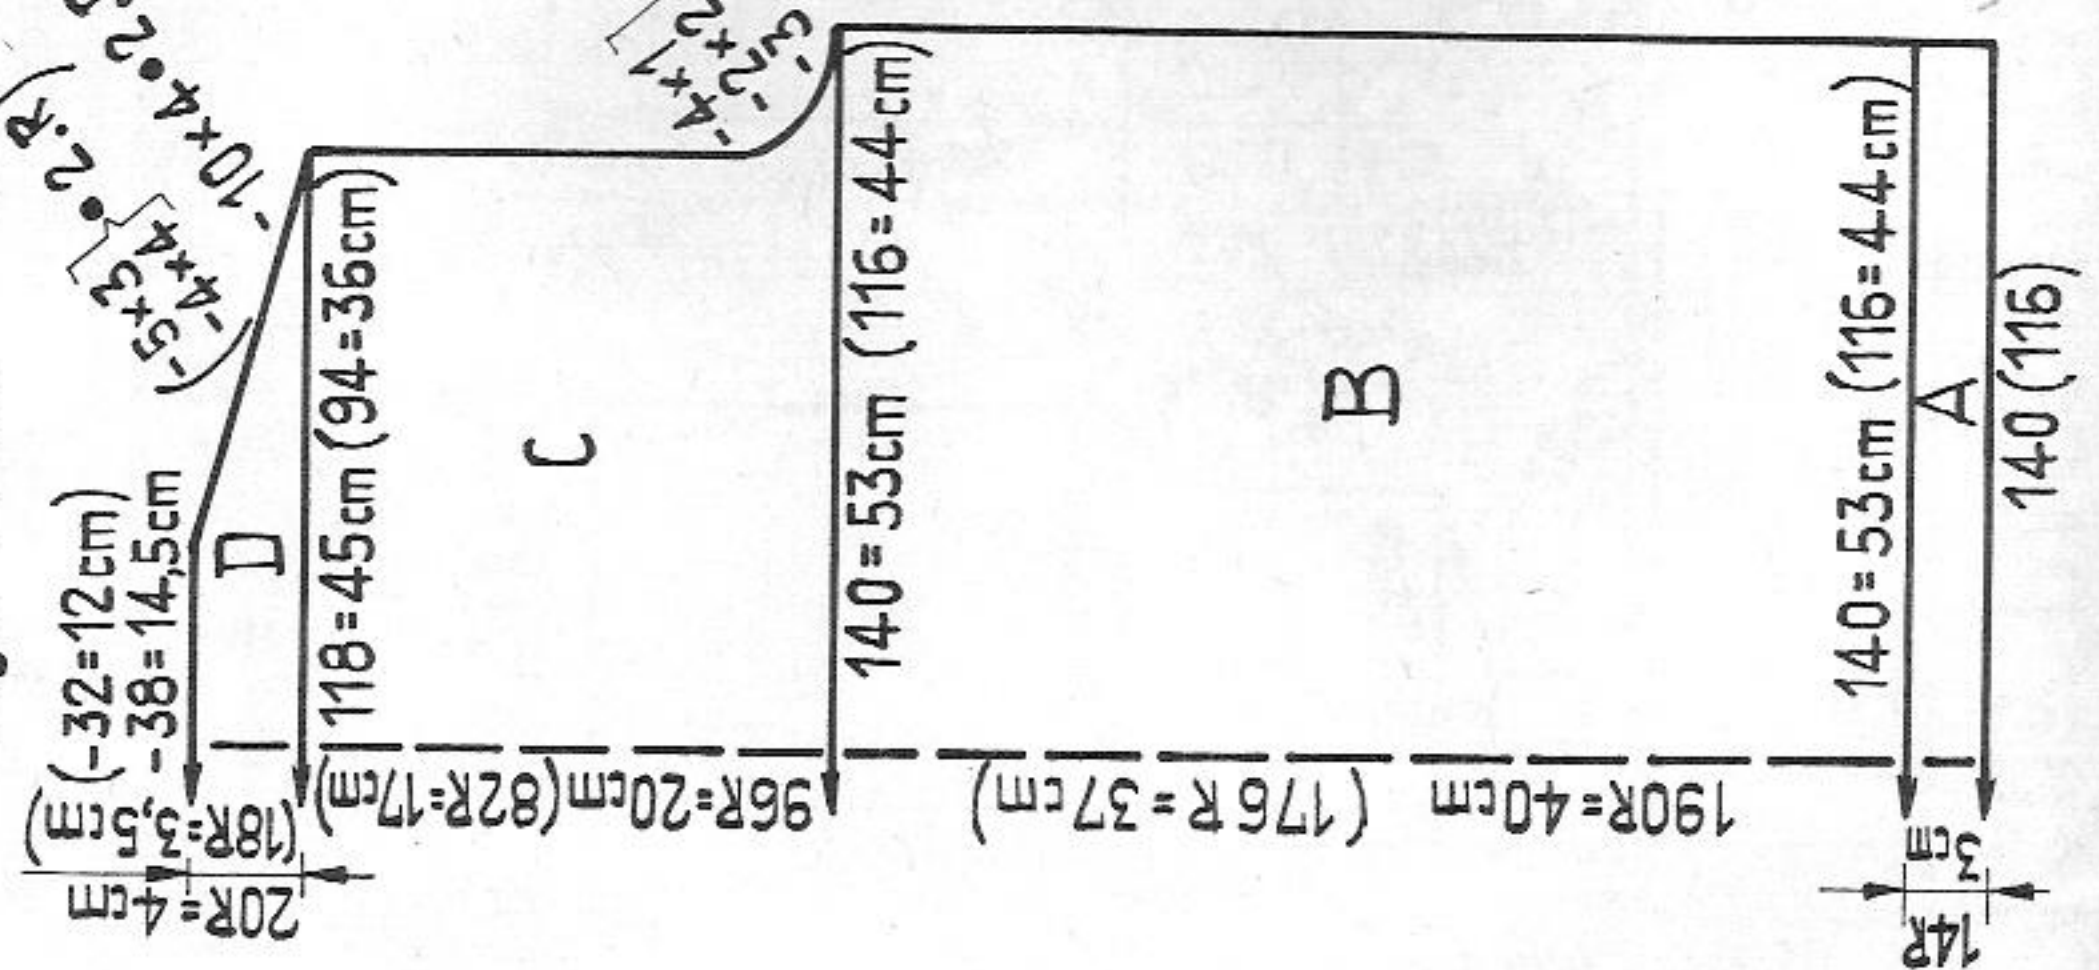 -10×4•2.R
(-5×3
-4×4 •2.R)
-4×1
-2×2
-3
(-32=12cm)
-38=14,5cm
D
118=45cm (94=36cm)
C
140=53cm (116=44cm)
B
140=53cm (116=44cm)
A
140 (116)
(18R=3,5cm)
20R=4cm
96R=20cm (82R=17cm)
190R=40cm (176R=37cm)
3cm
14R